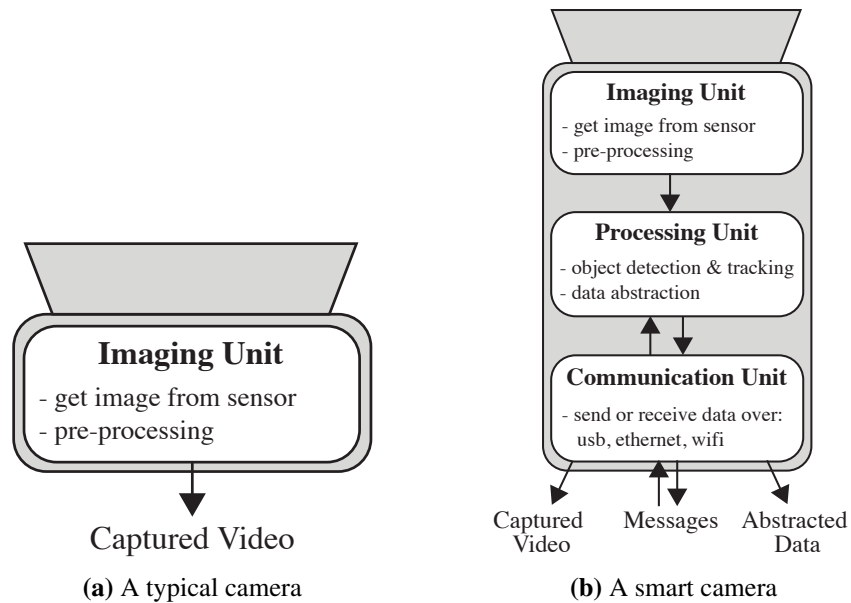 Imaging Unit
- get image from sensor
- pre-processing
Captured Video
(a) A typical camera
Imaging Unit
- get image from sensor
- pre-processing
Processing Unit
- object detection & tracking
- data abstraction
Communication Unit
- send or receive data over:
usb, ethernet, wifi
Captured
Video
Messages
Abstracted
Data
(b) A smart camera